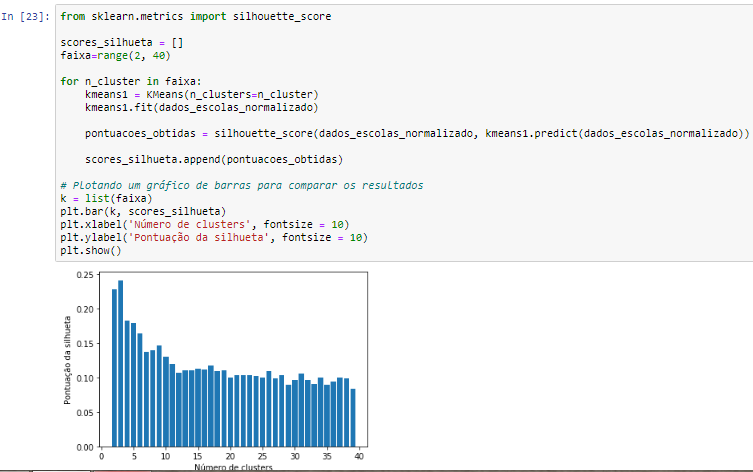 In [23]: from sklearn.metrics import silhouette_score
scores_silhueta = []
faixa=range(2, 40)
for n_cluster in faixa:
kmeans1 = KMeans(n_clusters=n_cluster)
kmeans1.fit(dados_escolas_normalizado)
pontuacoes_obtidas = silhouette_score(dados_escolas_normalizado, kmeans1.predict(dados_escolas_normalizado))
scores_silhueta.append(pontuacoes_obtidas)
# Plotando um gráfico de barras para comparar os resultados
k = list(faixa)
plt.bar(k, scores_silhueta)
plt.xlabel('Número de clusters', fontsize = 10)
plt.ylabel('Pontuação da silhueta', fontsize = 10)
plt.show()
0.25
0.20
0.15
0.10
0.05
0.00
Pontuação da silhueta
0 5 10 15 20 25 30 35 40
Número de clusters